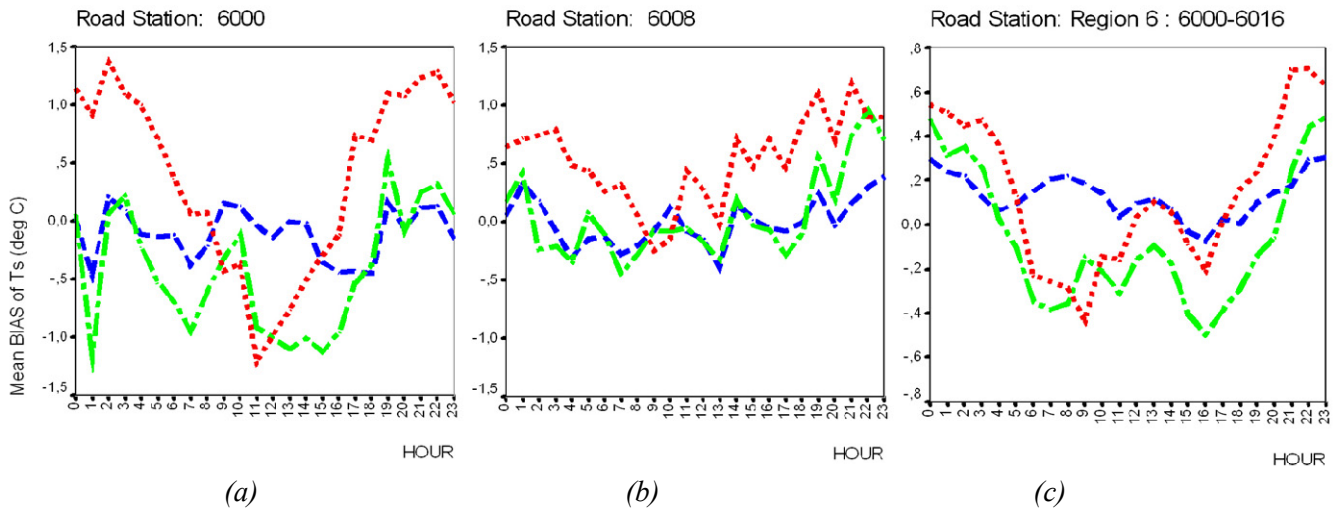 Road Station: 6000
Road Station: 6008
Road Station: Region 6 : 6000-6016
Mean BIAS of Ts (deg C)
1,5
1,0
,5
0,0
-,5
-1,0
-1,5
0 1 2 3 4 5 6 7 8 9 10 11 12 13 14 15 16 17 18 19 20 21 22 23
HOUR
(a)
1,5
1,0
,5
0,0
-,5
-1,0
-1,5
0 1 2 3 4 5 6 7 8 9 10 11 12 13 14 15 16 17 18 19 20 21 22 23
HOUR
(b)
,8
,6
,4
,2
0,0
-,2
-,4
-,6
-,8
0 1 2 3 4 5 6 7 8 9 10 11 12 13 14 15 16 17 18 19 20 21 22 23
HOUR
(c)